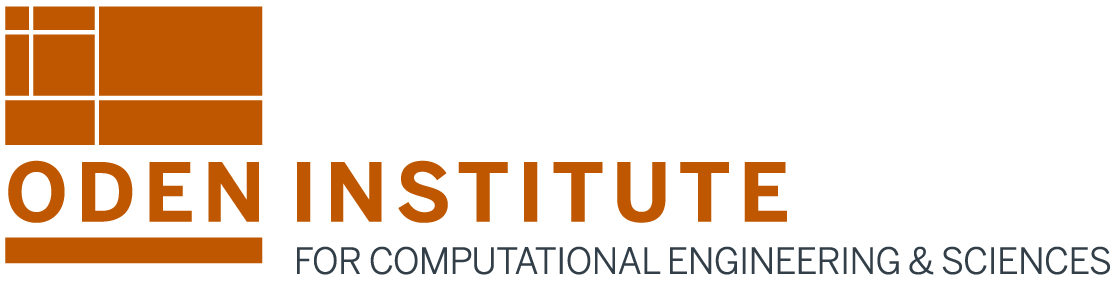 ODEN INSTITUTE
FOR COMPUTATIONAL ENGINEERING & SCIENCES